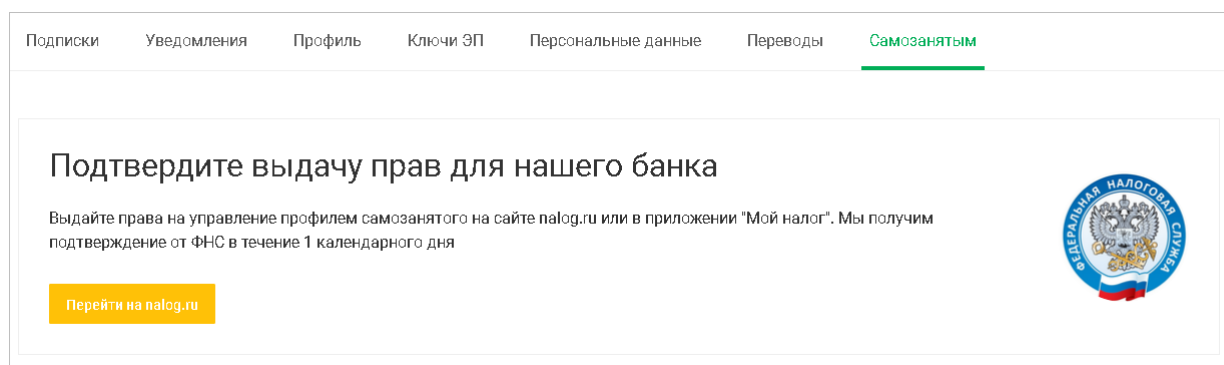 Подписки Уведомления Профиль Ключи ЭП Персональные данные Переводы Самозанятым
Подтвердите выдачу прав для нашего банка
Выдайте права на управление профилем самозанятого на сайте nalog.ru или в приложении "Мой налог". Мы получим
подтверждение от ФНС в течение 1 календарного дня
Перейти на nalog.ru
ФЕДЕРАЛЬНАЯ НАЛОГОВАЯ СЛУЖБА